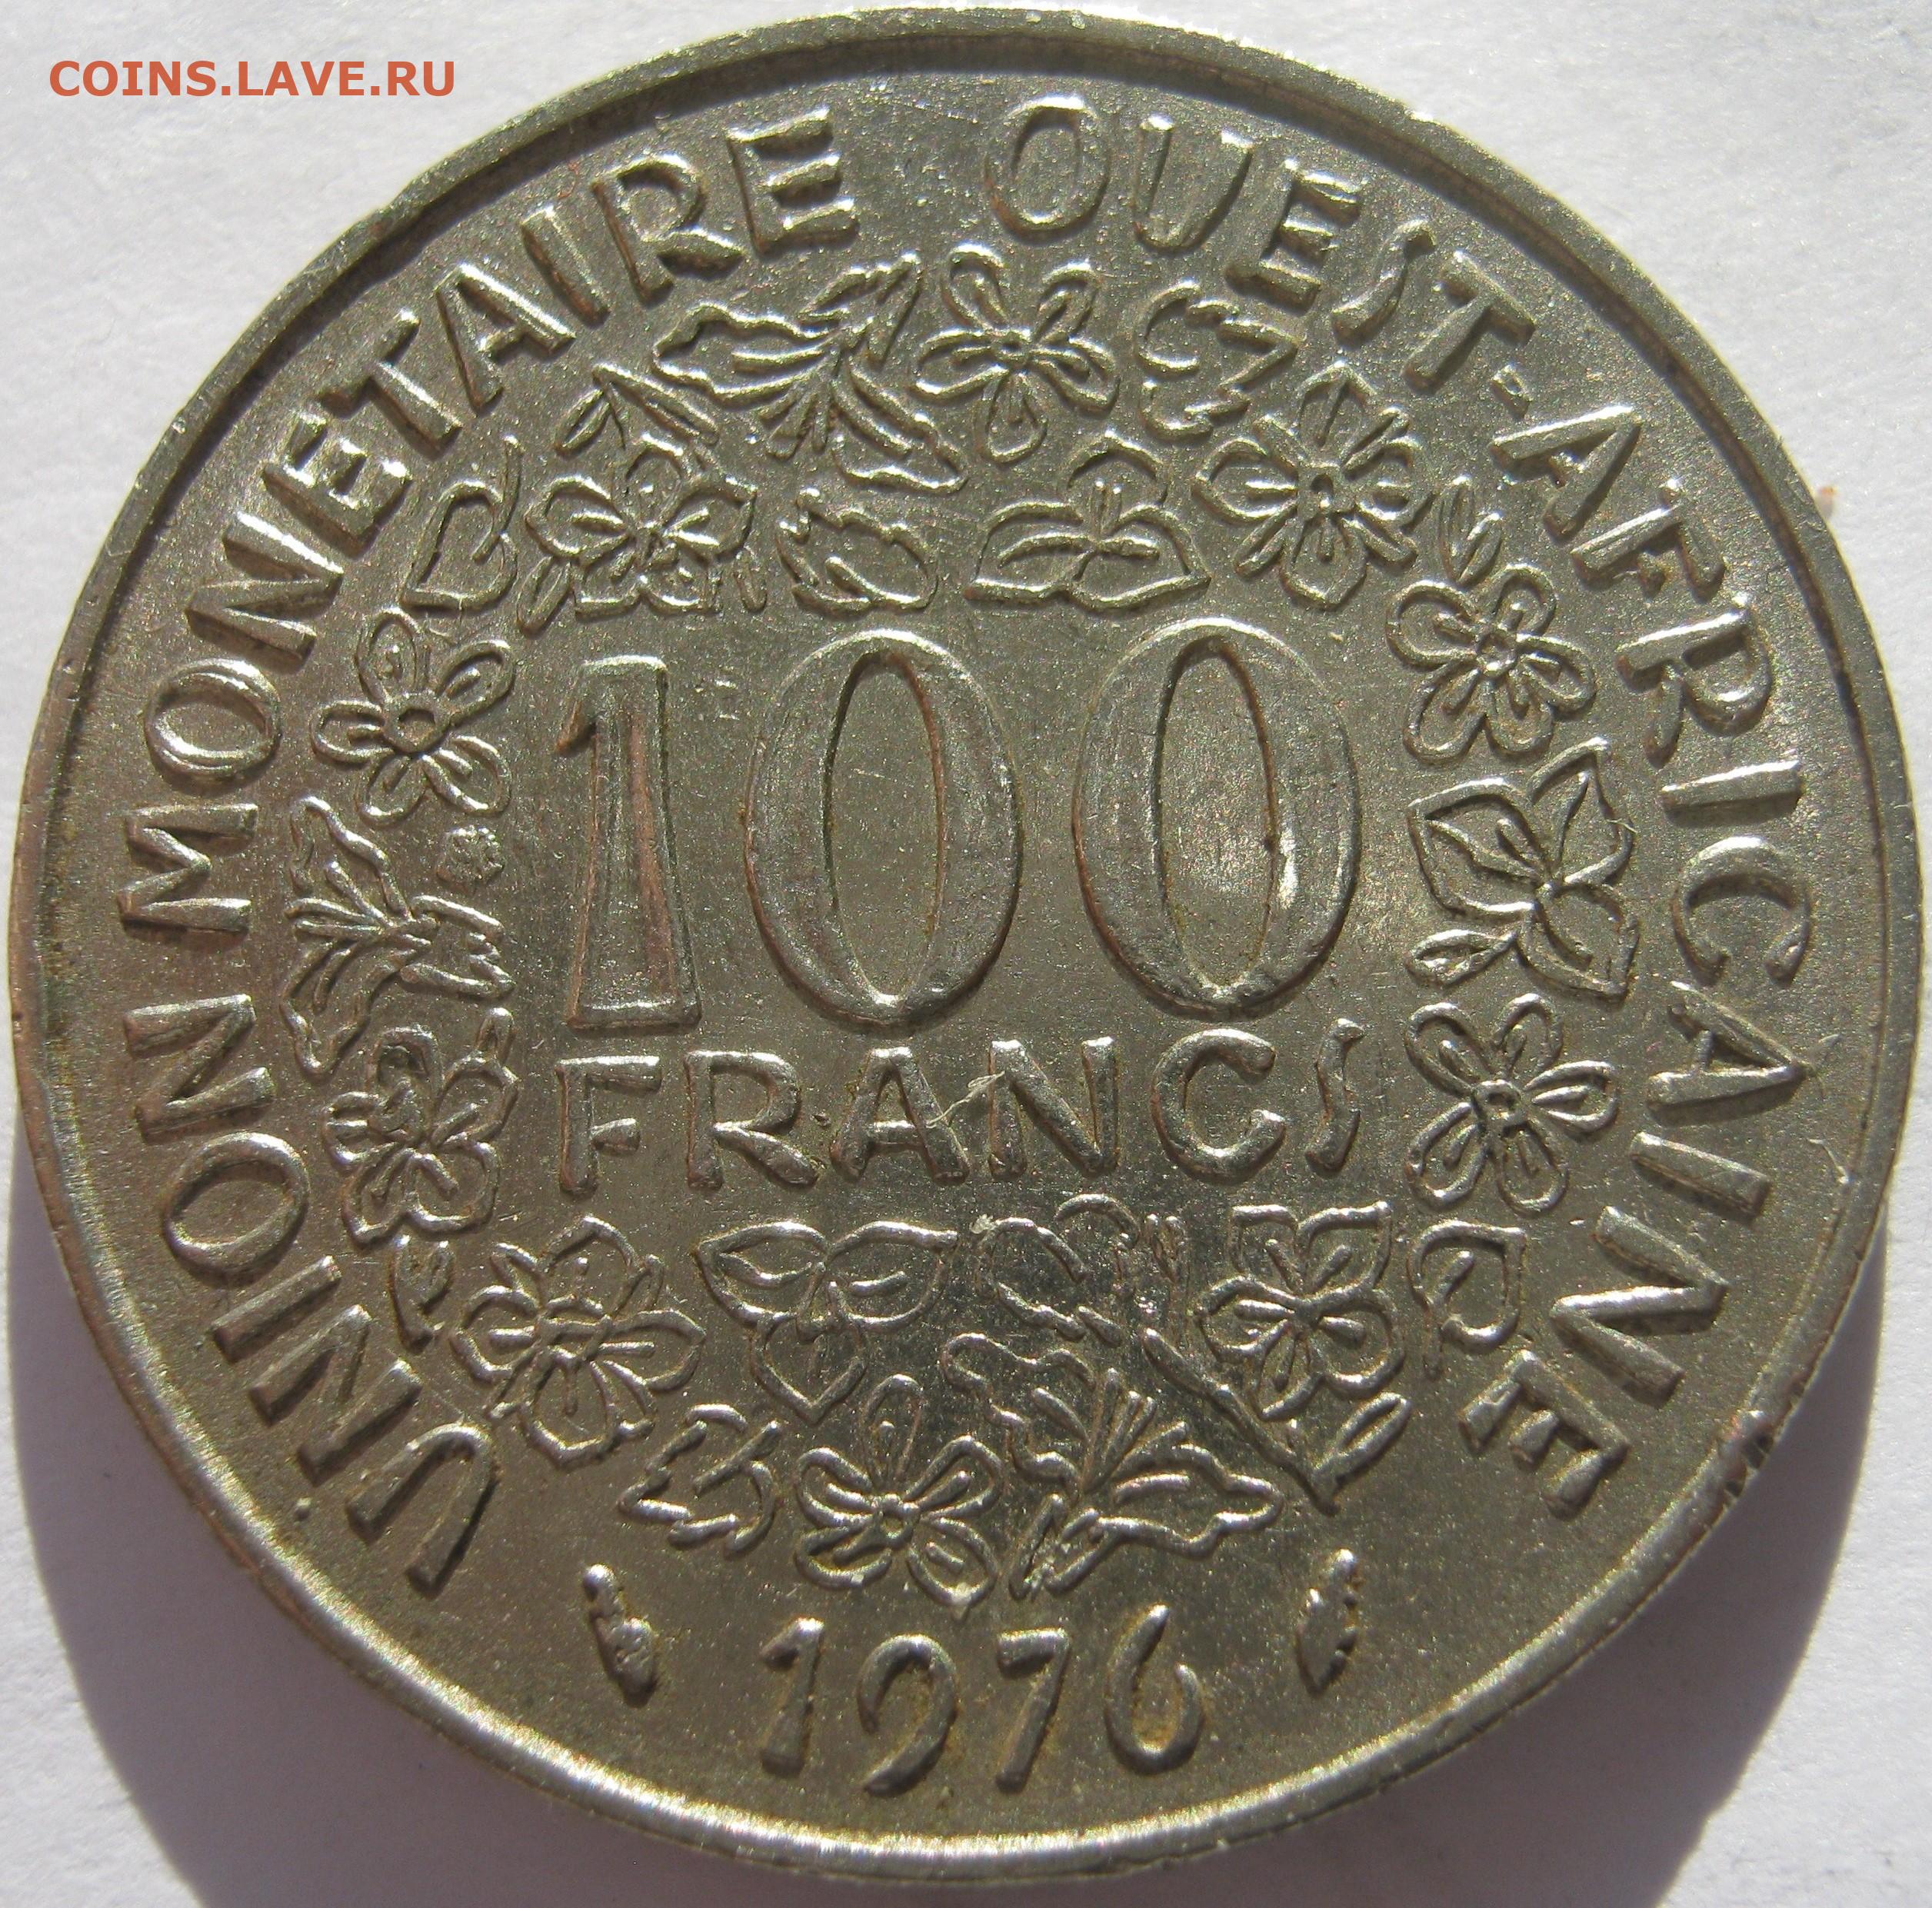 COINS.LAVE.RU
UNION MONETAIRE OUEST-AFRICAINE
100
FRANCS
1976